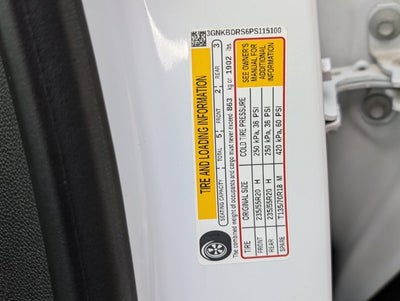 3GNKBDRS6PS115100
TIRE AND LOADING INFORMATION
SEATING CAPACITY TOTAL 5 FRONT 2 REAR 3
The combined weight of occupants and cargo must never exceed 863 kg or 1902 lbs.
TIRE ORIGINAL SIZE COLD TIRE PRESSURE
FRONT 235/55R20 H 250 kPa, 36 PSI
REAR 235/55R20 H 250 kPa, 36 PSI
SPARE T135/70R18 M 420 kPa, 60 PSI
SEE OWNER'S
MANUAL FOR
ADDITIONAL
INFORMATION